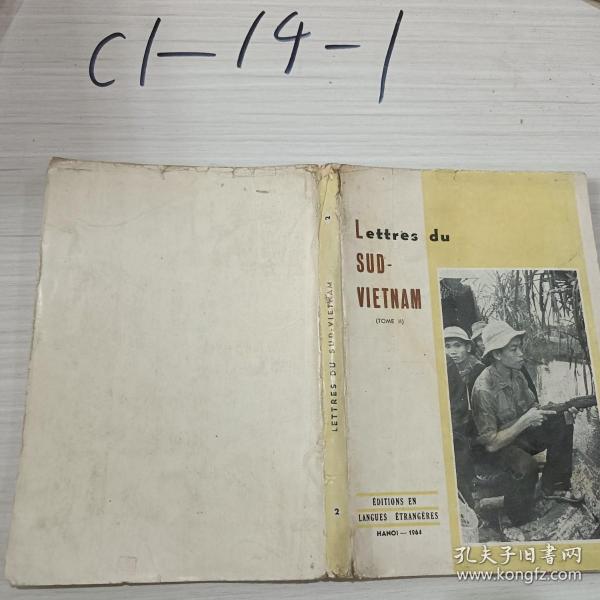 C1-14-1
2
LETTRES DU SUD-VIETNAM
2
Lettres du
SUD-
VIETNAM
(TOME II)
ÉDITIONS EN
LANGUES ÉTRANGÈRES
HANOI — 1964
孔夫子旧书网
www.kongfz.com